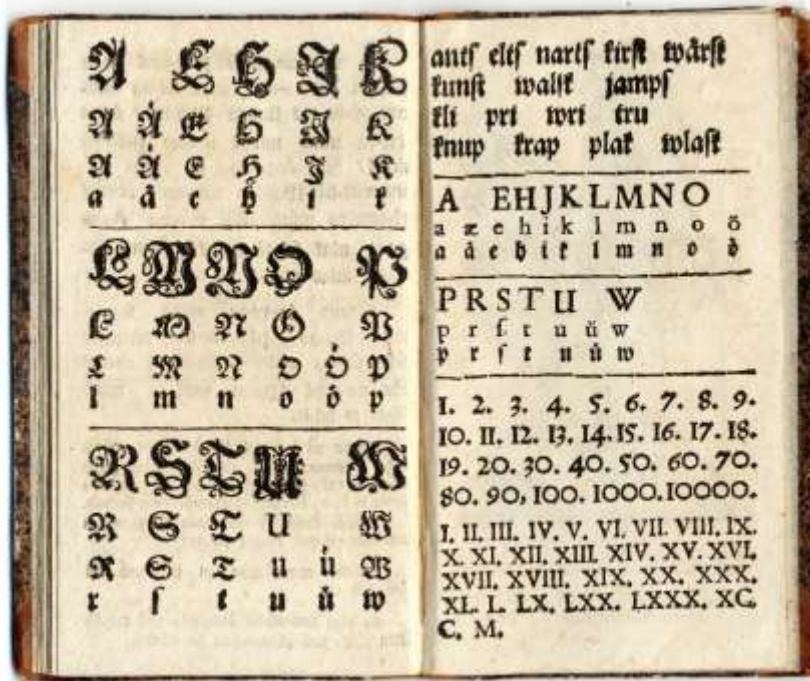 A E H I K
A Å E H I K
A Å E H I K
a å e h i k
L M N O P
L M N O P
L M N O Ö P
l m n o ö p
R S T U W
R S T U W
R S T U Ü W
r ſ t u ů w
ants elts narts kirſt wårſt
kunſt walſk jamps
kli pri wri tru
knup krap plak wlaſt
A EHJKLMNO
a æ e h i k l m n o ö
a å e h i k l m n o ö
PRSTU W
p r ſ t u ü w
p r ſ t u ů w
1. 2. 3. 4. 5. 6. 7. 8. 9.
10. 11. 12. 13. 14. 15. 16. 17. 18.
19. 20. 30. 40. 50. 60. 70.
80. 90, 100. 1000. 10000.
I. II. III. IV. V. VI. VII. VIII. IX.
X. XI. XII. XIII. XIV. XV. XVI.
XVII. XVIII. XIX. XX. XXX.
XL. L. LX. LXX. LXXX. XC.
C. M.